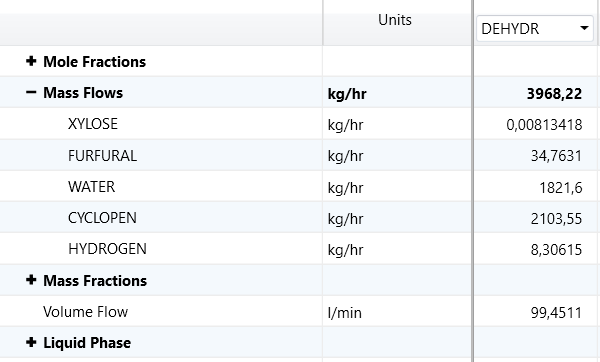 Units DEHYDR
Mole Fractions
Mass Flows kg/hr 3968,22
XYLOSE kg/hr 0,00813418
FURFURAL kg/hr 34,7631
WATER kg/hr 1821,6
CYCLOPEN kg/hr 2103,55
HYDROGEN kg/hr 8,30615
Mass Fractions
Volume Flow l/min 99,4511
Liquid Phase